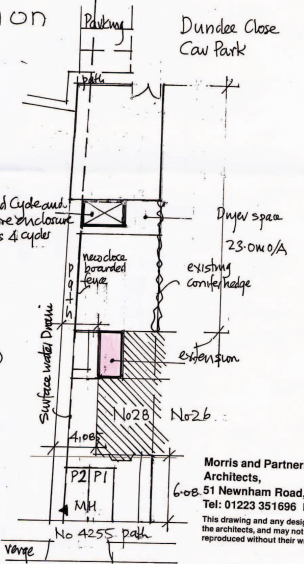 on
Parking
Dundee Close
Car Park
path
d Cycle and
re enclosure
s 4 cycles
Dryer space
23.0m O/A
new close
boarded
fence
path
existing
conifer hedge
Surface water Drain
extension
No28
No26
4,085
P2 P1
6.08
MH
No 4255 path
verge
Morris and Partner
Architects,
51 Newnham Road,
Tel: 01223 351696
This drawing and any desig
the architects, and may not
reproduced without their w